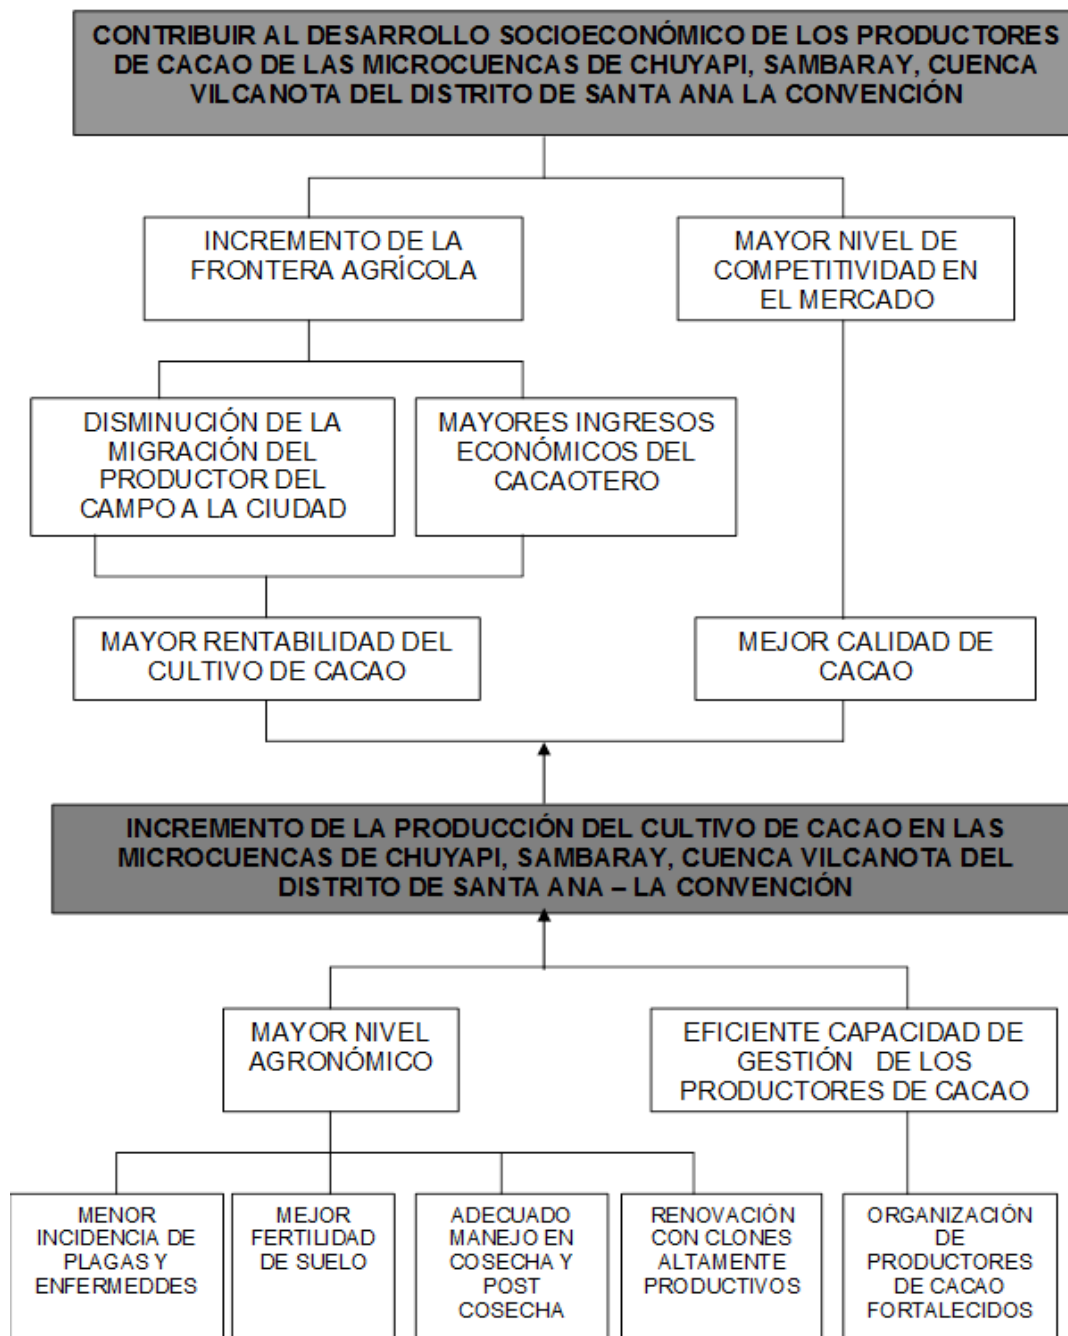 CONTRIBUIR AL DESARROLLO SOCIOECONÓMICO DE LOS PRODUCTORES
DE CACAO DE LAS MICROCUENCAS DE CHUYAPI, SAMBARAY, CUENCA
VILCANOTA DEL DISTRITO DE SANTA ANA LA CONVENCIÓN
INCREMENTO DE LA
FRONTERA AGRÍCOLA
MAYOR NIVEL DE
COMPETITIVIDAD EN
EL MERCADO
DISMINUCIÓN DE LA
MIGRACIÓN DEL
PRODUCTOR DEL
CAMPO A LA CIUDAD
MAYORES INGRESOS
ECONÓMICOS DEL
CACAOTERO
MAYOR RENTABILIDAD DEL
CULTIVO DE CACAO
MEJOR CALIDAD DE
CACAO
INCREMENTO DE LA PRODUCCIÓN DEL CULTIVO DE CACAO EN LAS
MICROCUENCAS DE CHUYAPI, SAMBARAY, CUENCA VILCANOTA DEL
DISTRITO DE SANTA ANA – LA CONVENCIÓN
MAYOR NIVEL
AGRONÓMICO
EFICIENTE CAPACIDAD DE
GESTIÓN DE LOS
PRODUCTORES DE CACAO
MENOR
INCIDENCIA DE
PLAGAS Y
ENFERMEDDES
MEJOR
FERTILIDAD
DE SUELO
ADECUADO
MANEJO EN
COSECHA Y
POST
COSECHA
RENOVACIÓN
CON CLONES
ALTAMENTE
PRODUCTIVOS
ORGANIZACIÓN
DE
PRODUCTORES
DE CACAO
FORTALECIDOS